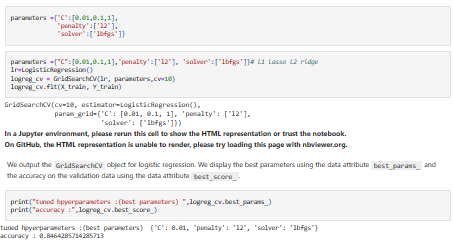 parameters ={'C':[0.01,0.1,1],
'penalty':['l2'],
'solver':['lbfgs']}
parameters ={"C":[0.01,0.1,1],'penalty':['l2'], 'solver':['lbfgs']}# l1 lasso l2 ridge
lr=LogisticRegression()
logreg_cv = GridSearchCV(lr, parameters,cv=10)
logreg_cv.fit(X_train, Y_train)
GridSearchCV(cv=10, estimator=LogisticRegression(),
param_grid={'C': [0.01, 0.1, 1], 'penalty': ['l2'],
'solver': ['lbfgs']})
In a Jupyter environment, please rerun this cell to show the HTML representation or trust the notebook.
On GitHub, the HTML representation is unable to render, please try loading this page with nbviewer.org.
We output the GridSearchCV object for logistic regression. We display the best parameters using the data attribute best_params_ and
the accuracy on the validation data using the data attribute best_score_.
print("tuned hpyerparameters :(best parameters) ",logreg_cv.best_params_)
print("accuracy :",logreg_cv.best_score_)
tuned hpyerparameters :(best parameters) {'C': 0.01, 'penalty': 'l2', 'solver': 'lbfgs'}
accuracy : 0.8464285714285713